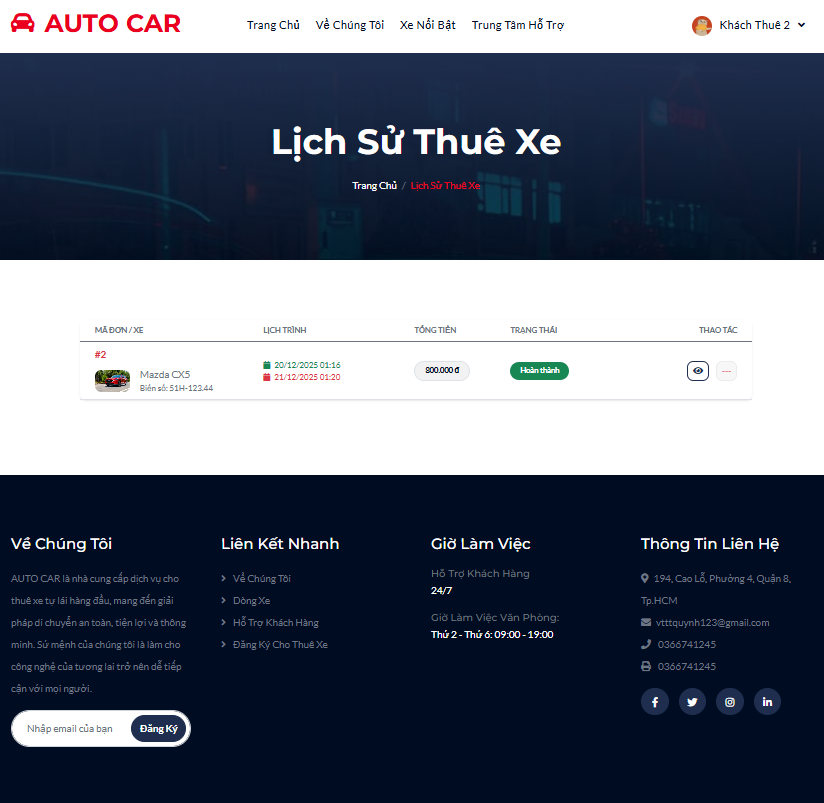 AUTO CAR
Trang Chủ Về Chúng Tôi Xe Nổi Bật Trung Tâm Hỗ Trợ
Khách Thuê 2
Lịch Sử Thuê Xe
Trang Chủ / Lịch Sử Thuê Xe
MÃ ĐƠN / XE LỊCH TRÌNH TỔNG TIỀN TRẠNG THÁI THAO TÁC
#2
Mazda CX5
Biển số: 51H-123.44
20/12/2025 01:16
21/12/2025 01:20
800.000 đ
Hoàn thành
---
Về Chúng Tôi
AUTO CAR là nhà cung cấp dịch vụ cho
thuê xe tự lái hàng đầu, mang đến giải
pháp di chuyển an toàn, tiện lợi và thông
minh. Sứ mệnh của chúng tôi là làm cho
công nghệ của tương lai trở nên dễ tiếp
cận với mọi người.
Nhập email của bạn
Đăng Ký
Liên Kết Nhanh
Về Chúng Tôi
Dòng Xe
Hỗ Trợ Khách Hàng
Đăng Ký Cho Thuê Xe
Giờ Làm Việc
Hỗ Trợ Khách Hàng
24/7
Giờ Làm Việc Văn Phòng:
Thứ 2 - Thứ 6: 09:00 - 19:00
Thông Tin Liên Hệ
194, Cao Lỗ, Phường 4, Quận 8,
Tp.HCM
vtttquynh123@gmail.com
0366741245
0366741245